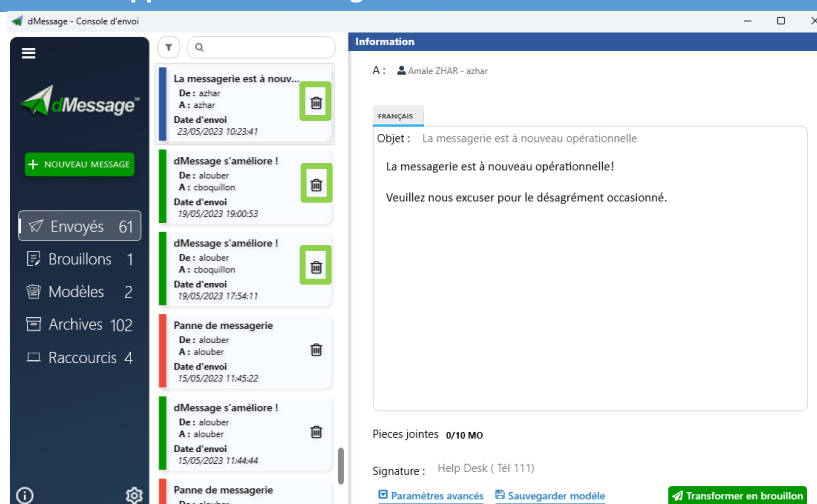 dMessage - Console d'envoi
dMessage™
NOUVEAU MESSAGE
Envoyés 61
Brouillons 1
Modèles 2
Archives 102
Raccourcis 4
La messagerie est à nouv...
De : azhar
A : azhar
Date d'envoi
23/05/2023 10:23:41
dMessage s'améliore !
De : alouber
A : cboquillon
Date d'envoi
19/05/2023 19:00:53
dMessage s'améliore !
De : alouber
A : cboquillon
Date d'envoi
19/05/2023 17:54:11
Panne de messagerie
De : alouber
A : alouber
Date d'envoi
15/05/2023 11:45:22
dMessage s'améliore !
De : alouber
A : alouber
Date d'envoi
15/05/2023 11:44:44
Panne de messagerie
Information
A : Amale ZHAR - azhar
FRANÇAIS
Objet : La messagerie est à nouveau opérationnelle
La messagerie est à nouveau opérationnelle!
Veuillez nous excuser pour le désagrément occasionné.
Pieces jointes 0/10 MO
Signature : Help Desk ( Tél 111)
Paramètres avancés Sauvegarder modèle
Transformer en brouillon